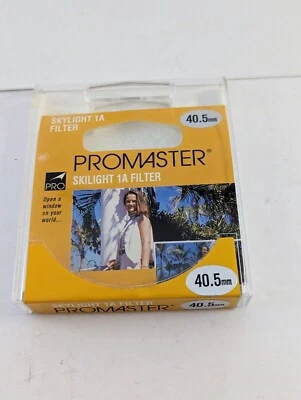 SKYLIGHT 1A
FILTER
40.5mm
PROMASTER®
SKILIGHT 1A FILTER
PRO
Open a
window
on your
world...
40.5mm
SKYLIGHT 1A FILTER
PROMASTER®
40.5mm